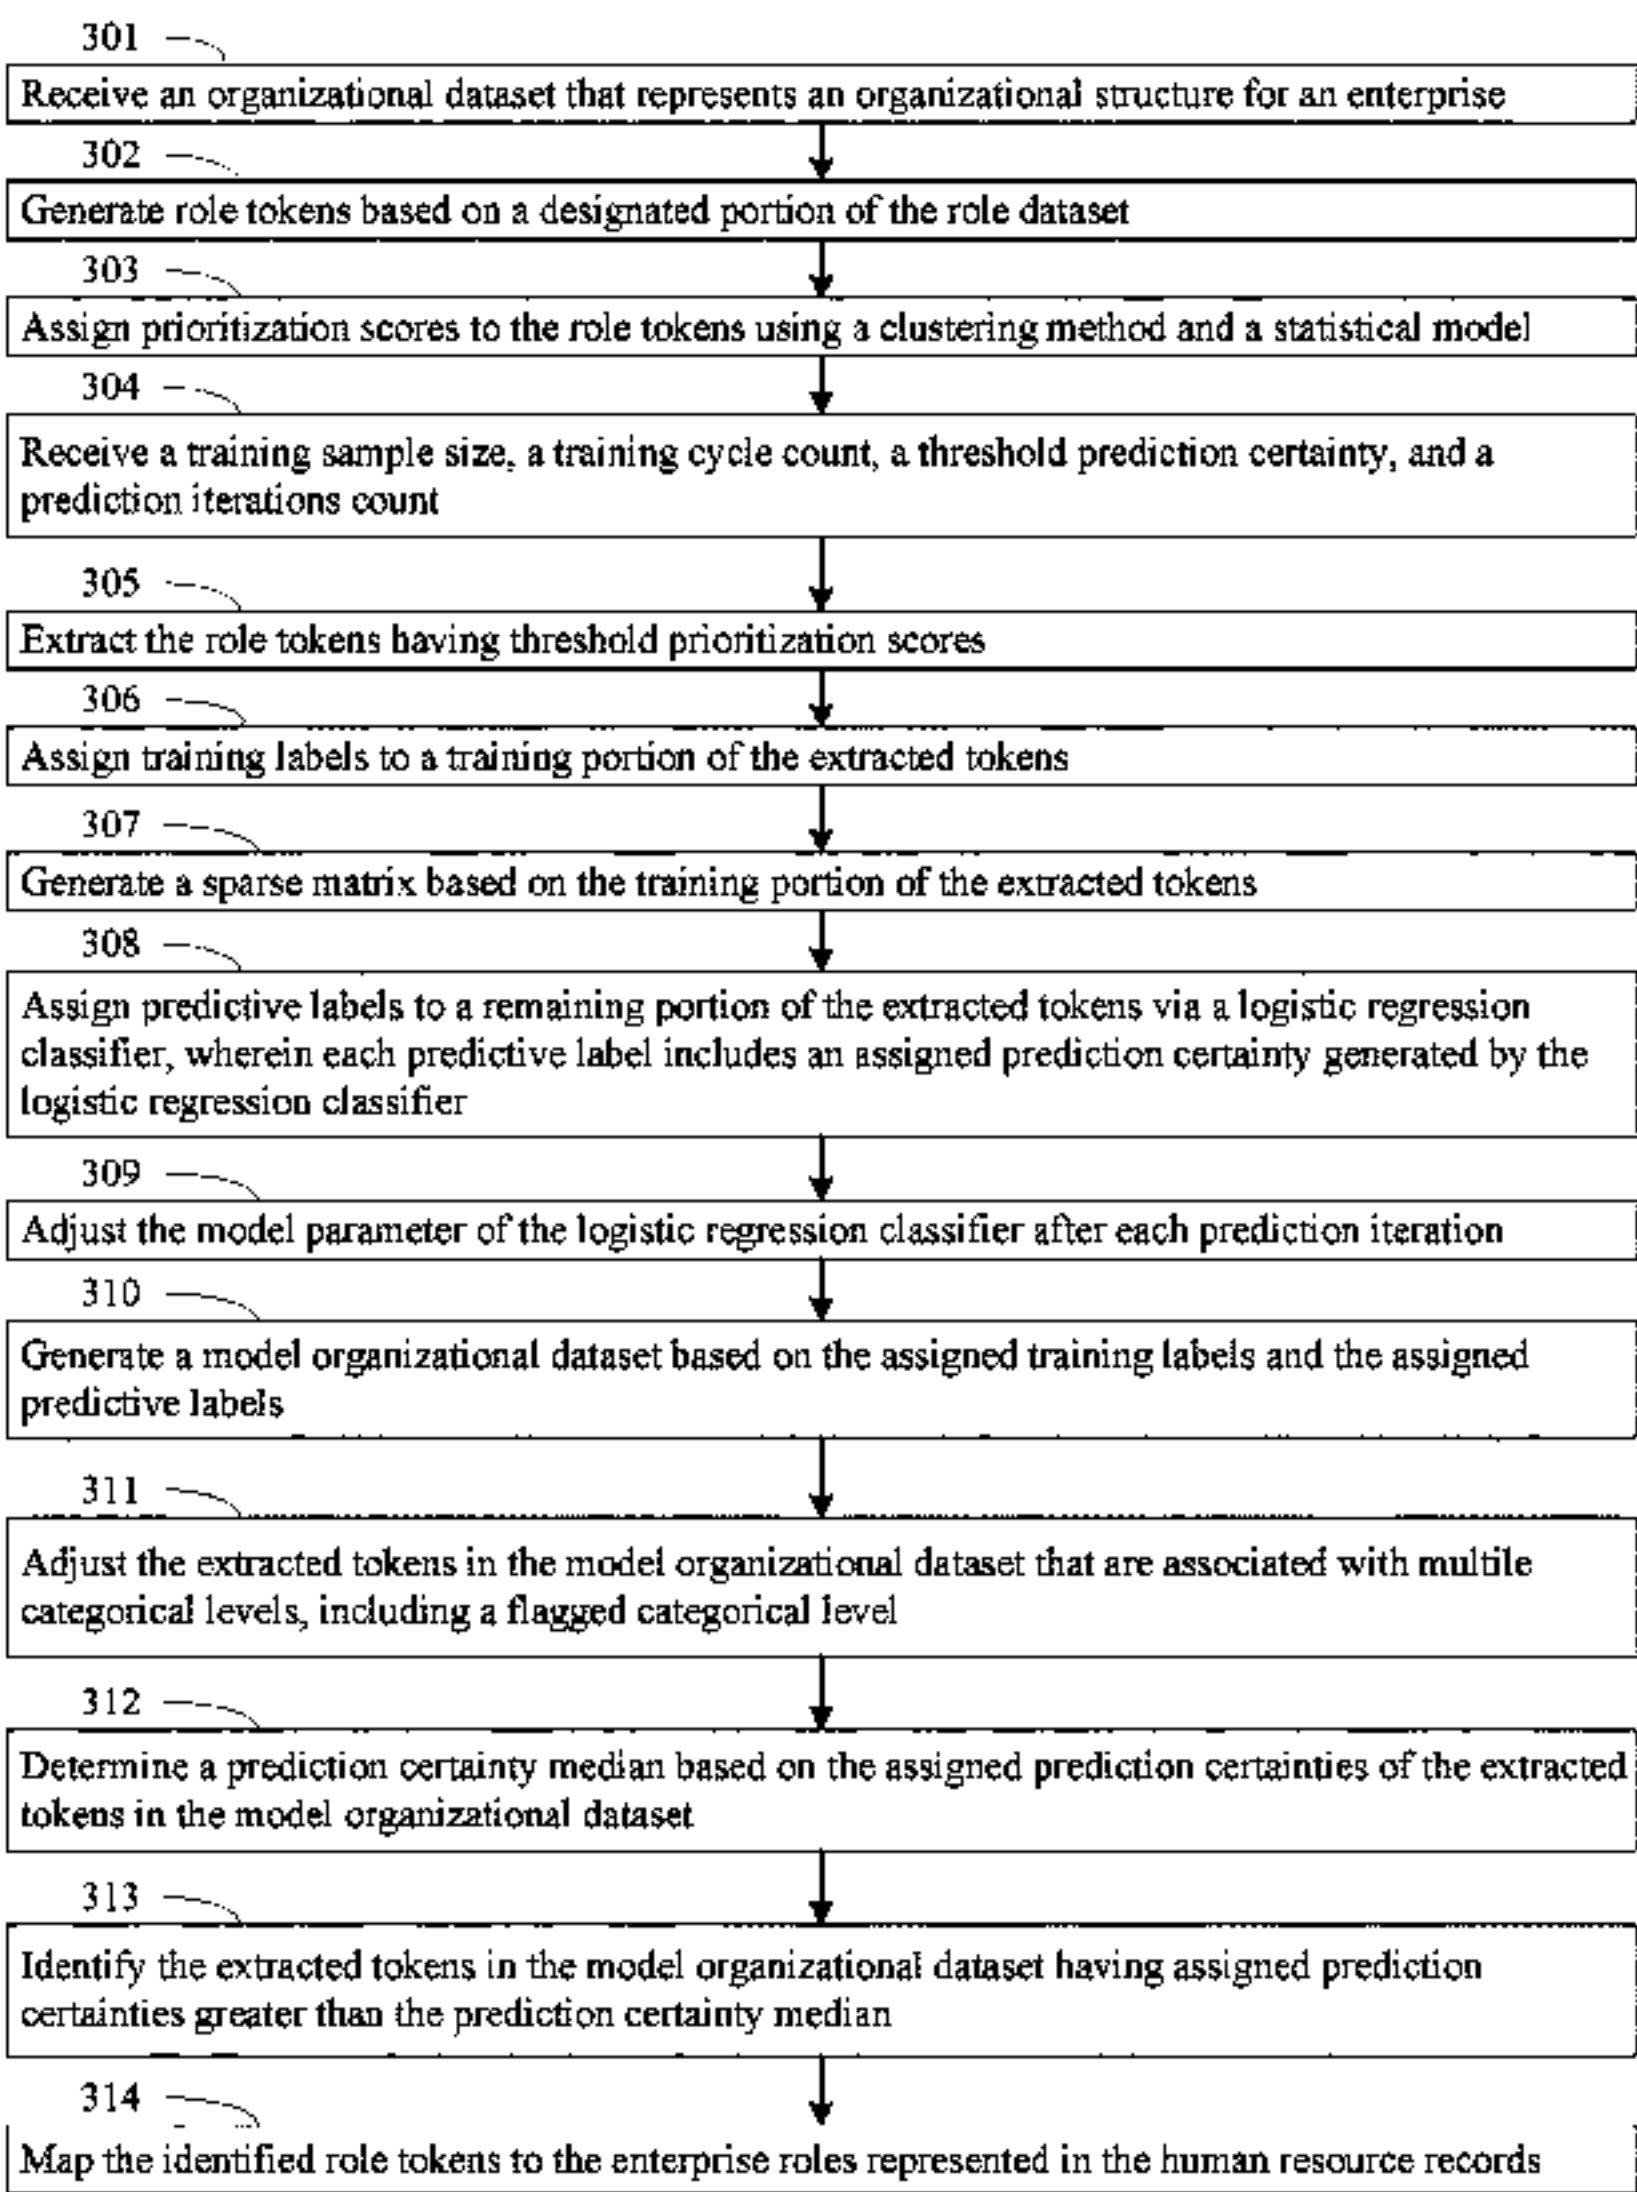 301
Receive an organizational dataset that represents an organizational structure for an enterprise
302
Generate role tokens based on a designated portion of the role dataset
303
Assign prioritization scores to the role tokens using a clustering method and a statistical model
304
Receive a training sample size, a training cycle count, a threshold prediction certainty, and a
prediction iterations count
305
Extract the role tokens having threshold prioritization scores
306
Assign training labels to a training portion of the extracted tokens
307
Generate a sparse matrix based on the training portion of the extracted tokens
308
Assign predictive labels to a remaining portion of the extracted tokens via a logistic regression
classifier, wherein each predictive label includes an assigned prediction certainty generated by the
logistic regression classifier
309
Adjust the model parameter of the logistic regression classifier after each prediction iteration
310
Generate a model organizational dataset based on the assigned training labels and the assigned
predictive labels
311
Adjust the extracted tokens in the model organizational dataset that are associated with multile
categorical levels, including a flagged categorical level
312
Determine a prediction certainty median based on the assigned prediction certainties of the extracted
tokens in the model organizational dataset
313
Identify the extracted tokens in the model organizational dataset having assigned prediction
certainties greater than the prediction certainty median
314
Map the identified role tokens to the enterprise roles represented in the human resource records